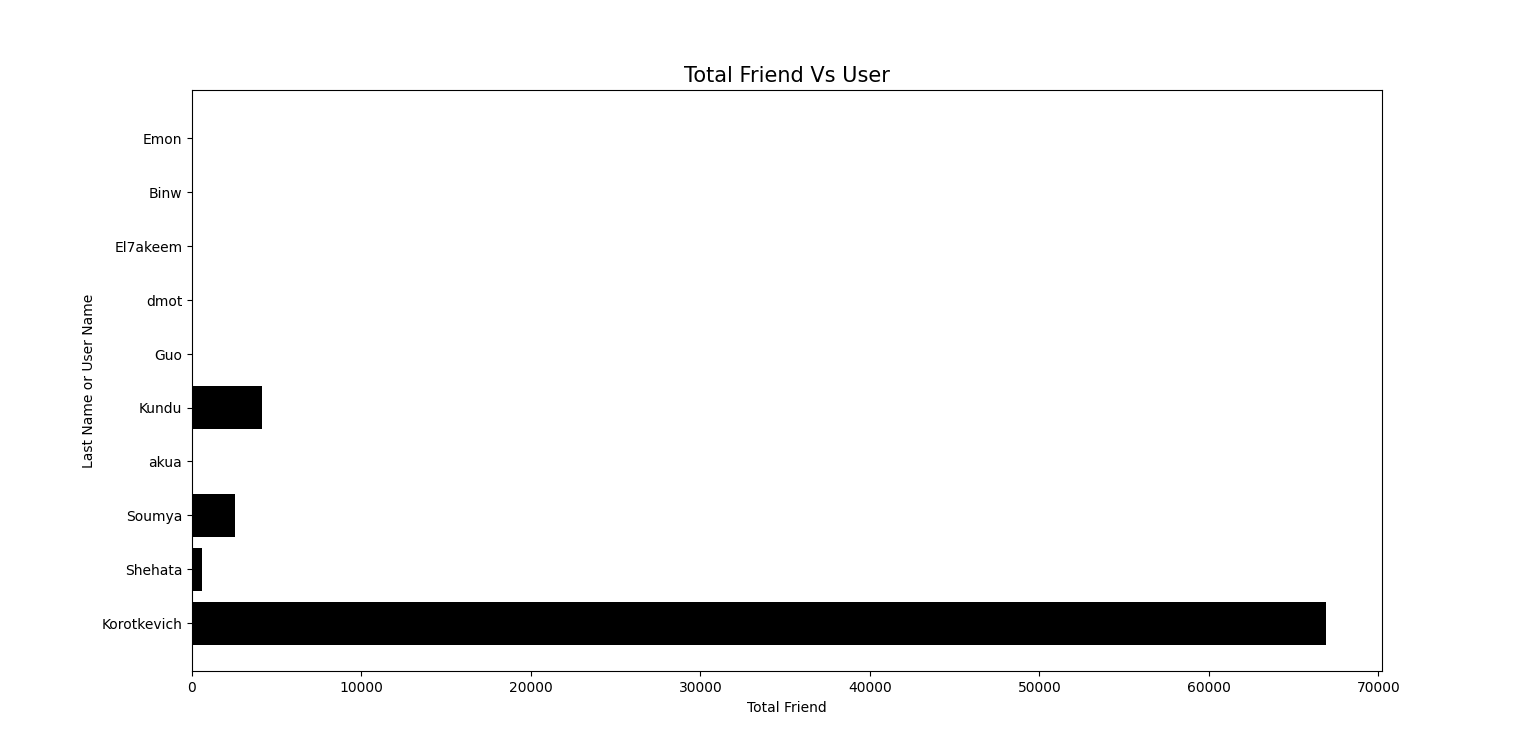 Total Friend Vs User
Last Name or User Name
Emon
Binw
El7akeem
dmot
Guo
Kundu
akua
Soumya
Shehata
Korotkevich
0 10000 20000 30000 40000 50000 60000 70000
Total Friend